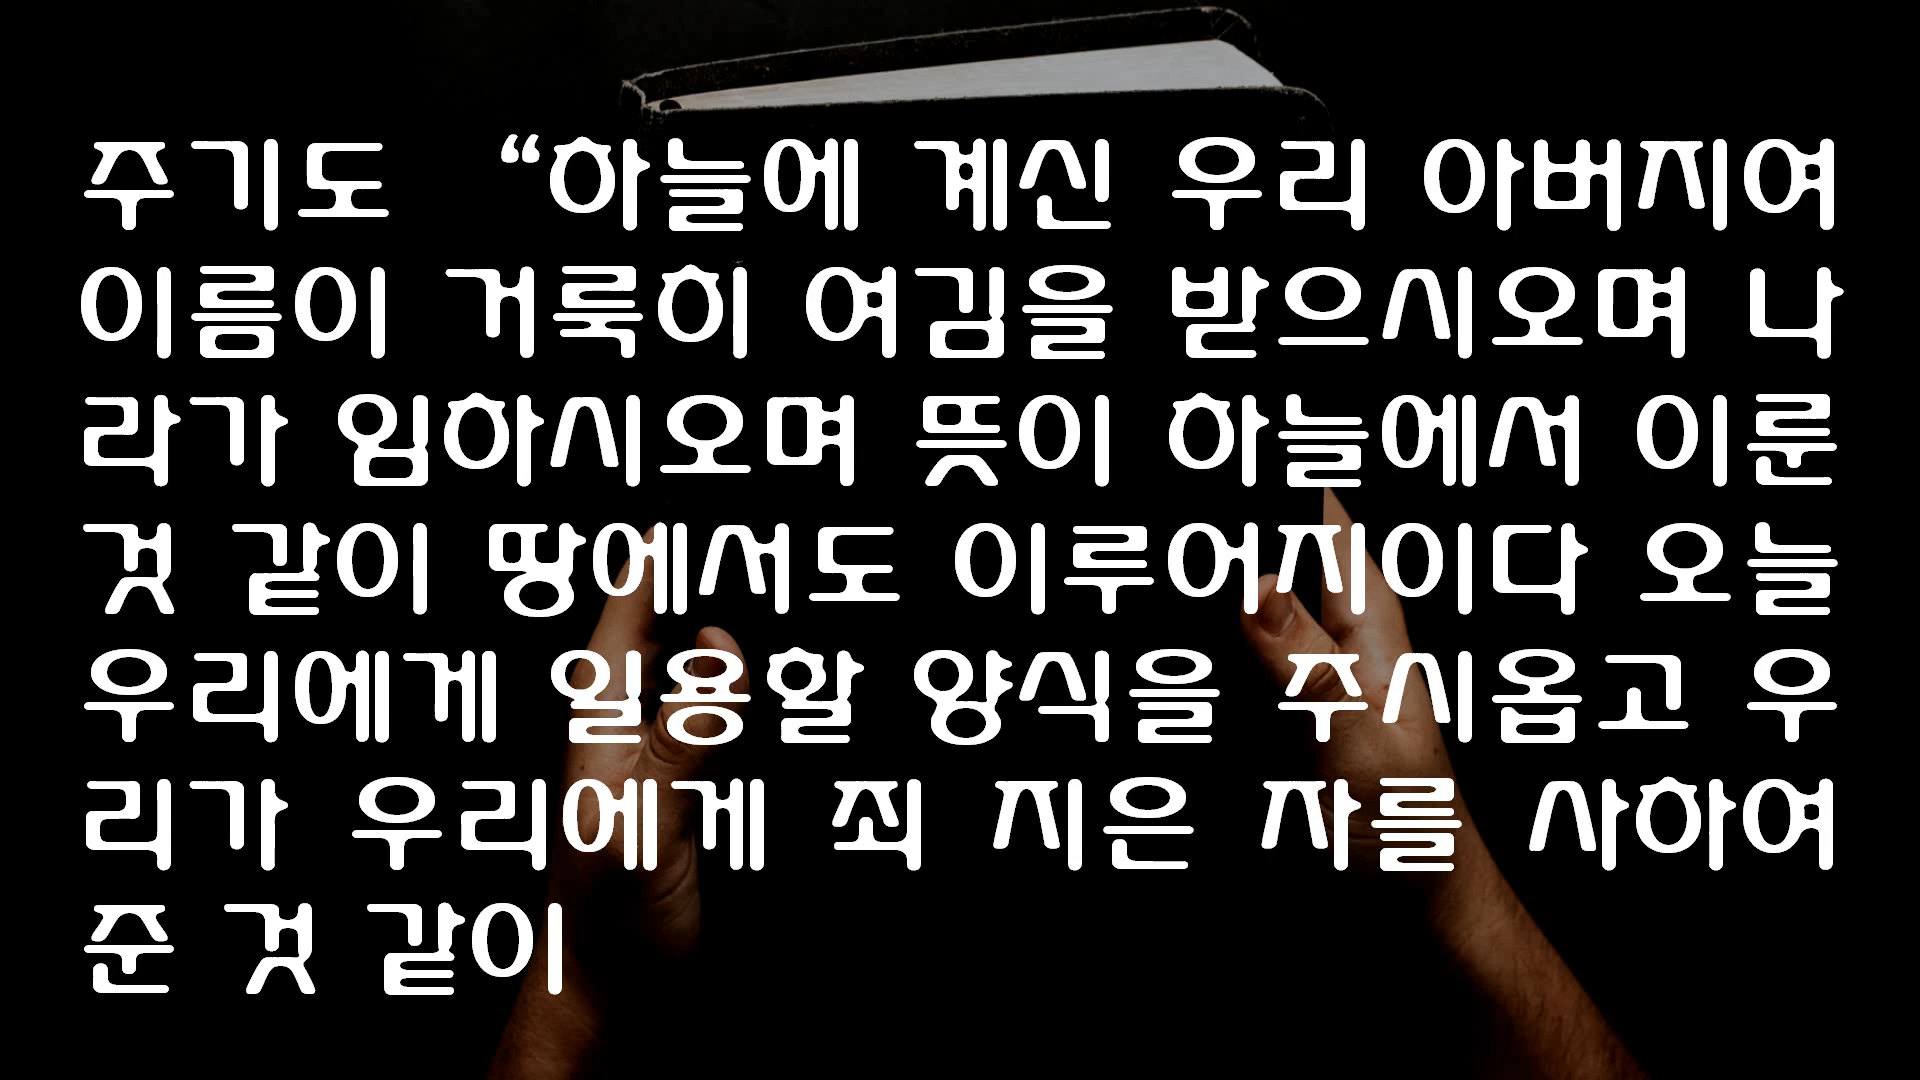 주기도 “하늘에 계신 우리 아버지여
이름이 거룩히 여김을 받으시오며 나
라가 임하시오며 뜻이 하늘에서 이룬
것 같이 땅에서도 이루어지이다 오늘
우리에게 일용할 양식을 주시옵고 우
리가 우리에게 죄 지은 자를 사하여
준 것 같이